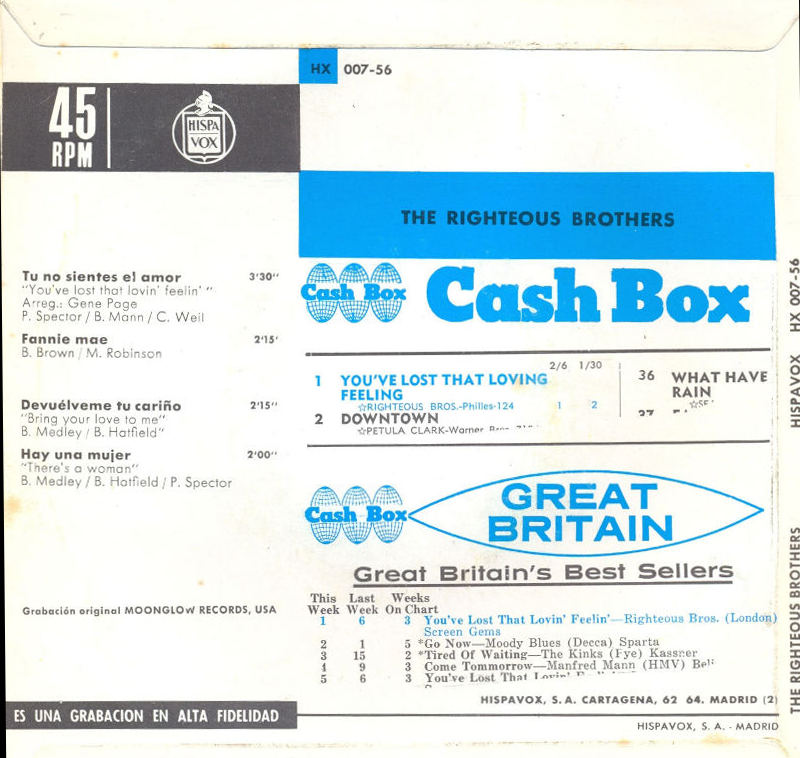 HX 007-56
45
RPM
HISPA
VOX
THE RIGHTEOUS BROTHERS
Tu no sientes el amor 3'30''
"You've lost that lovin' feelin' "
Arreg.: Gene Page
P. Spector / B. Mann / C. Weil
Fannie mae 2'15'
B. Brown / M. Robinson
Devuélveme tu cariño 2'15''
"Bring your love to me"
B. Medley / B. Hatfield"
Hay una mujer 2'00''
"There's a woman"
B. Medley / B. Hatfield / P. Spector
Grabación original MOONGLOW RECORDS, USA
ES UNA GRABACION EN ALTA FIDELIDAD
Cash Box
Cash Box
2/6 1/30
1 YOU'VE LOST THAT LOVING
FEELING
☆RIGHTEOUS BROS.-Philles-124 1 2
2 DOWNTOWN
☆PETULA CLARK-Warner
36 WHAT HAVE
RAIN
Cash Box
GREAT
BRITAIN
Great Britain's Best Sellers
This Last Weeks
Week Week On Chart
1 6 3 You've Lost That Lovin' Feelin'—Righteous Bros. (London)
Screen Gems
2 1 5 *Go Now—Moody Blues (Decca) Sparta
3 15 2 *Tired Of Waiting—The Kinks (Pye) Kassner
4 9 3 Come Tommorrow—Manfred Mann (HMV)
5 6 3 You've Lost That Lovin'
HISPAVOX, S. A. CARTAGENA, 62 64. MADRID (2)
HISPAVOX, S. A. - MADRID
THE RIGHTEOUS BROTHERS HISPAVOX HX 007-56